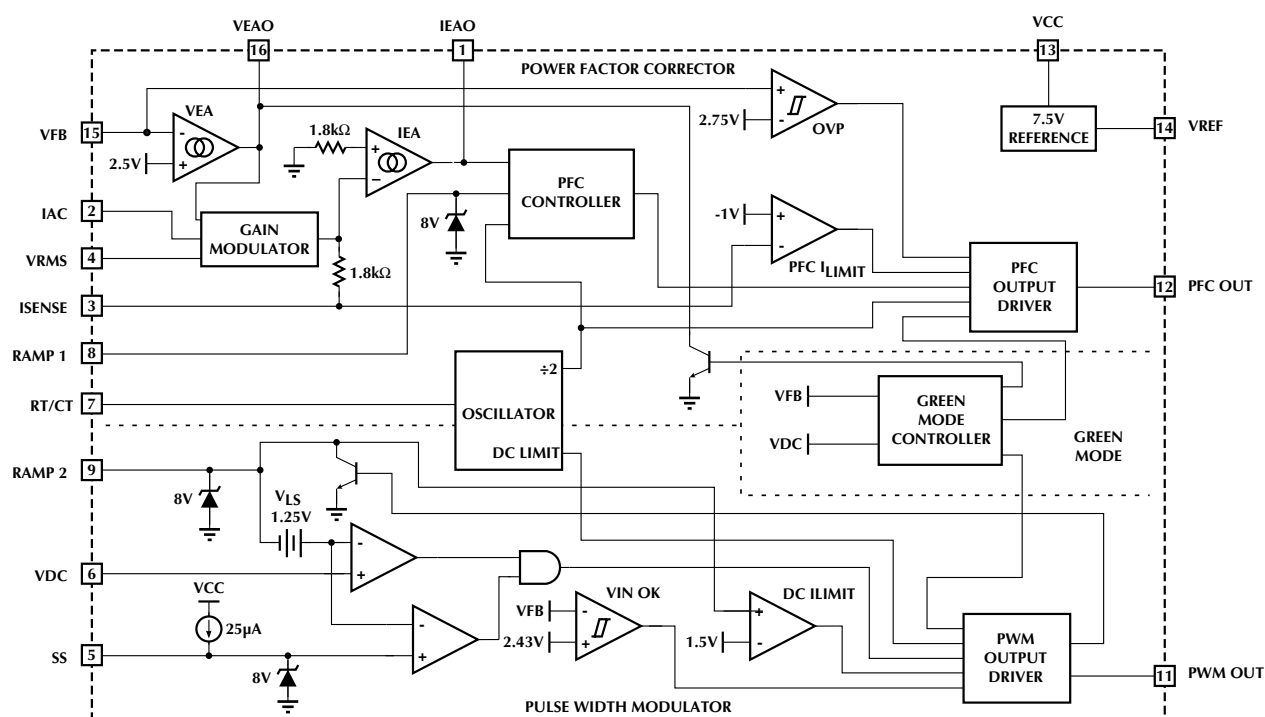 VEAO
IEAO
VCC
16
1
13
POWER FACTOR CORRECTOR
VEA
VFB
15
-
+
2.5V
1.8kΩ
IEA
+
–
+
-
2.75V
OVP
7.5V
REFERENCE
14
VREF
IAC
2
GAIN
MODULATOR
VRMS
4
1.8kΩ
ISENSE
3
8V
PFC
CONTROLLER
-1V
+
-
PFC ILIMIT
PFC
OUTPUT
DRIVER
12
PFC OUT
RAMP 1
8
RT/CT
7
÷2
OSCILLATOR
DC LIMIT
VFB
VDC
GREEN
MODE
CONTROLLER
GREEN
MODE
RAMP 2
9
8V
VLS
1.25V
VDC
6
-
+
VCC
25µA
SS
5
8V
-
+
VFB
2.43V
-
+
VIN OK
1.5V
+
-
DC ILIMIT
PWM
OUTPUT
DRIVER
11
PWM OUT
PULSE WIDTH MODULATOR